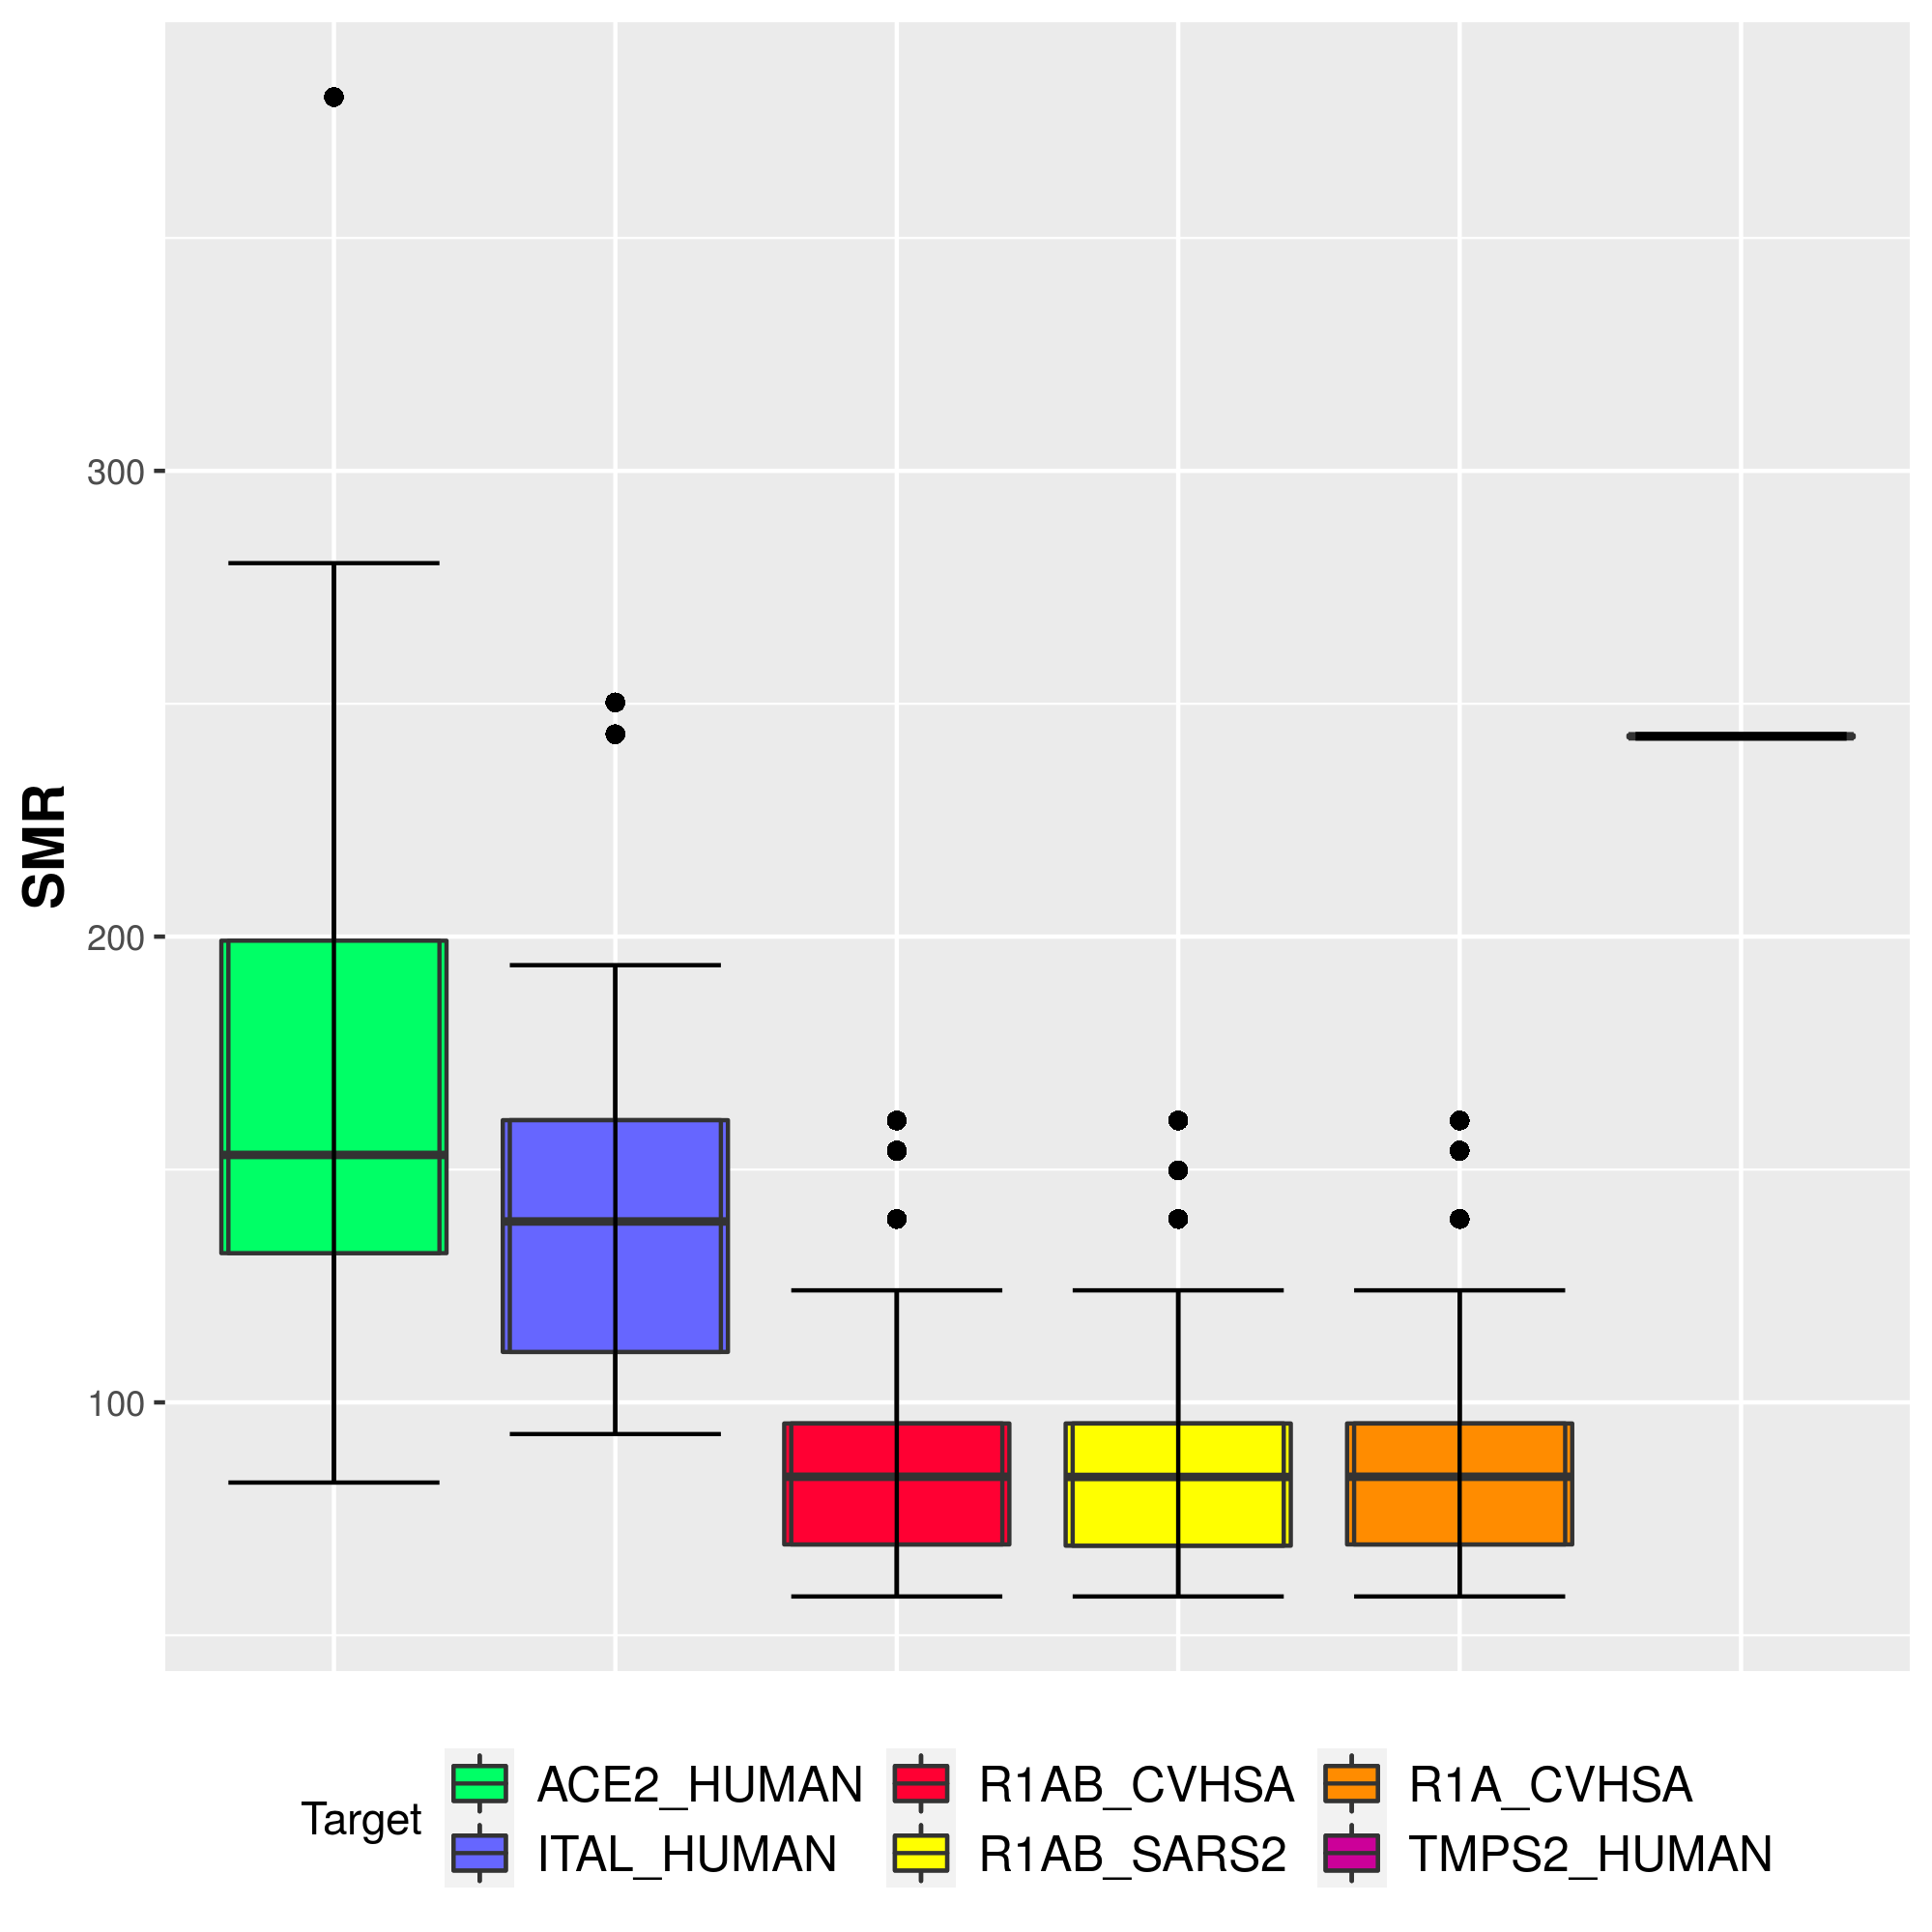 SMR
300
200
100
Target
ACE2_HUMAN
R1AB_CVHSA
R1A_CVHSA
ITAL_HUMAN
R1AB_SARS2
TMPS2_HUMAN